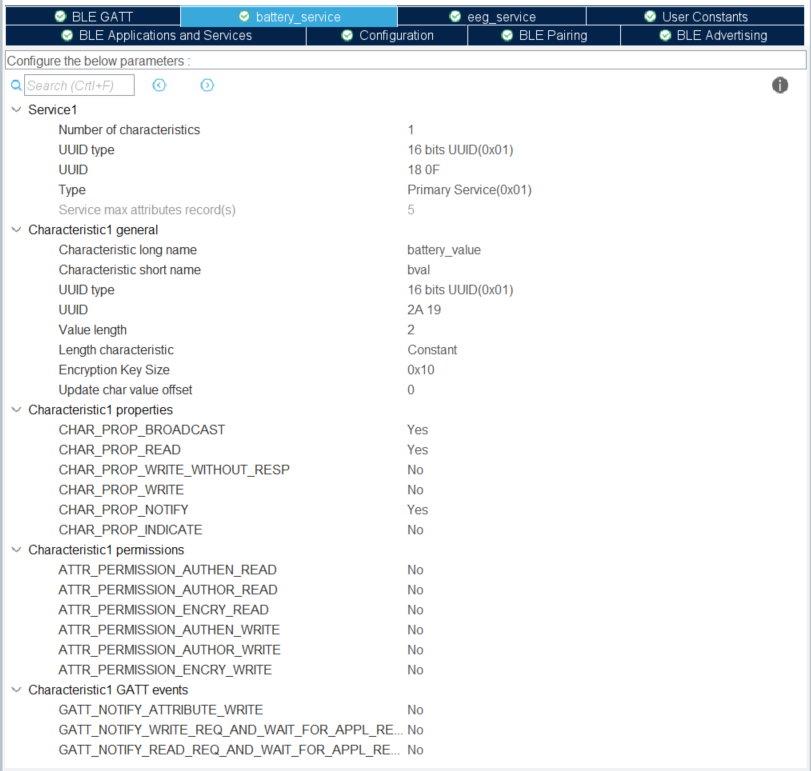 BLE GATT battery_service eeg_service User Constants
BLE Applications and Services Configuration BLE Pairing BLE Advertising
Configure the below parameters :
Search (Crtl+F)
Service1
Number of characteristics 1
UUID type 16 bits UUID(0x01)
UUID 18 0F
Type Primary Service(0x01)
Service max attributes record(s) 5
Characteristic1 general
Characteristic long name battery_value
Characteristic short name bval
UUID type 16 bits UUID(0x01)
UUID 2A 19
Value length 2
Length characteristic Constant
Encryption Key Size 0x10
Update char value offset 0
Characteristic1 properties
CHAR_PROP_BROADCAST Yes
CHAR_PROP_READ Yes
CHAR_PROP_WRITE_WITHOUT_RESP No
CHAR_PROP_WRITE No
CHAR_PROP_NOTIFY Yes
CHAR_PROP_INDICATE No
Characteristic1 permissions
ATTR_PERMISSION_AUTHEN_READ No
ATTR_PERMISSION_AUTHOR_READ No
ATTR_PERMISSION_ENCRY_READ No
ATTR_PERMISSION_AUTHEN_WRITE No
ATTR_PERMISSION_AUTHOR_WRITE No
ATTR_PERMISSION_ENCRY_WRITE No
Characteristic1 GATT events
GATT_NOTIFY_ATTRIBUTE_WRITE No
GATT_NOTIFY_WRITE_REQ_AND_WAIT_FOR_APPL_RE... No
GATT_NOTIFY_READ_REQ_AND_WAIT_FOR_APPL_RE... No